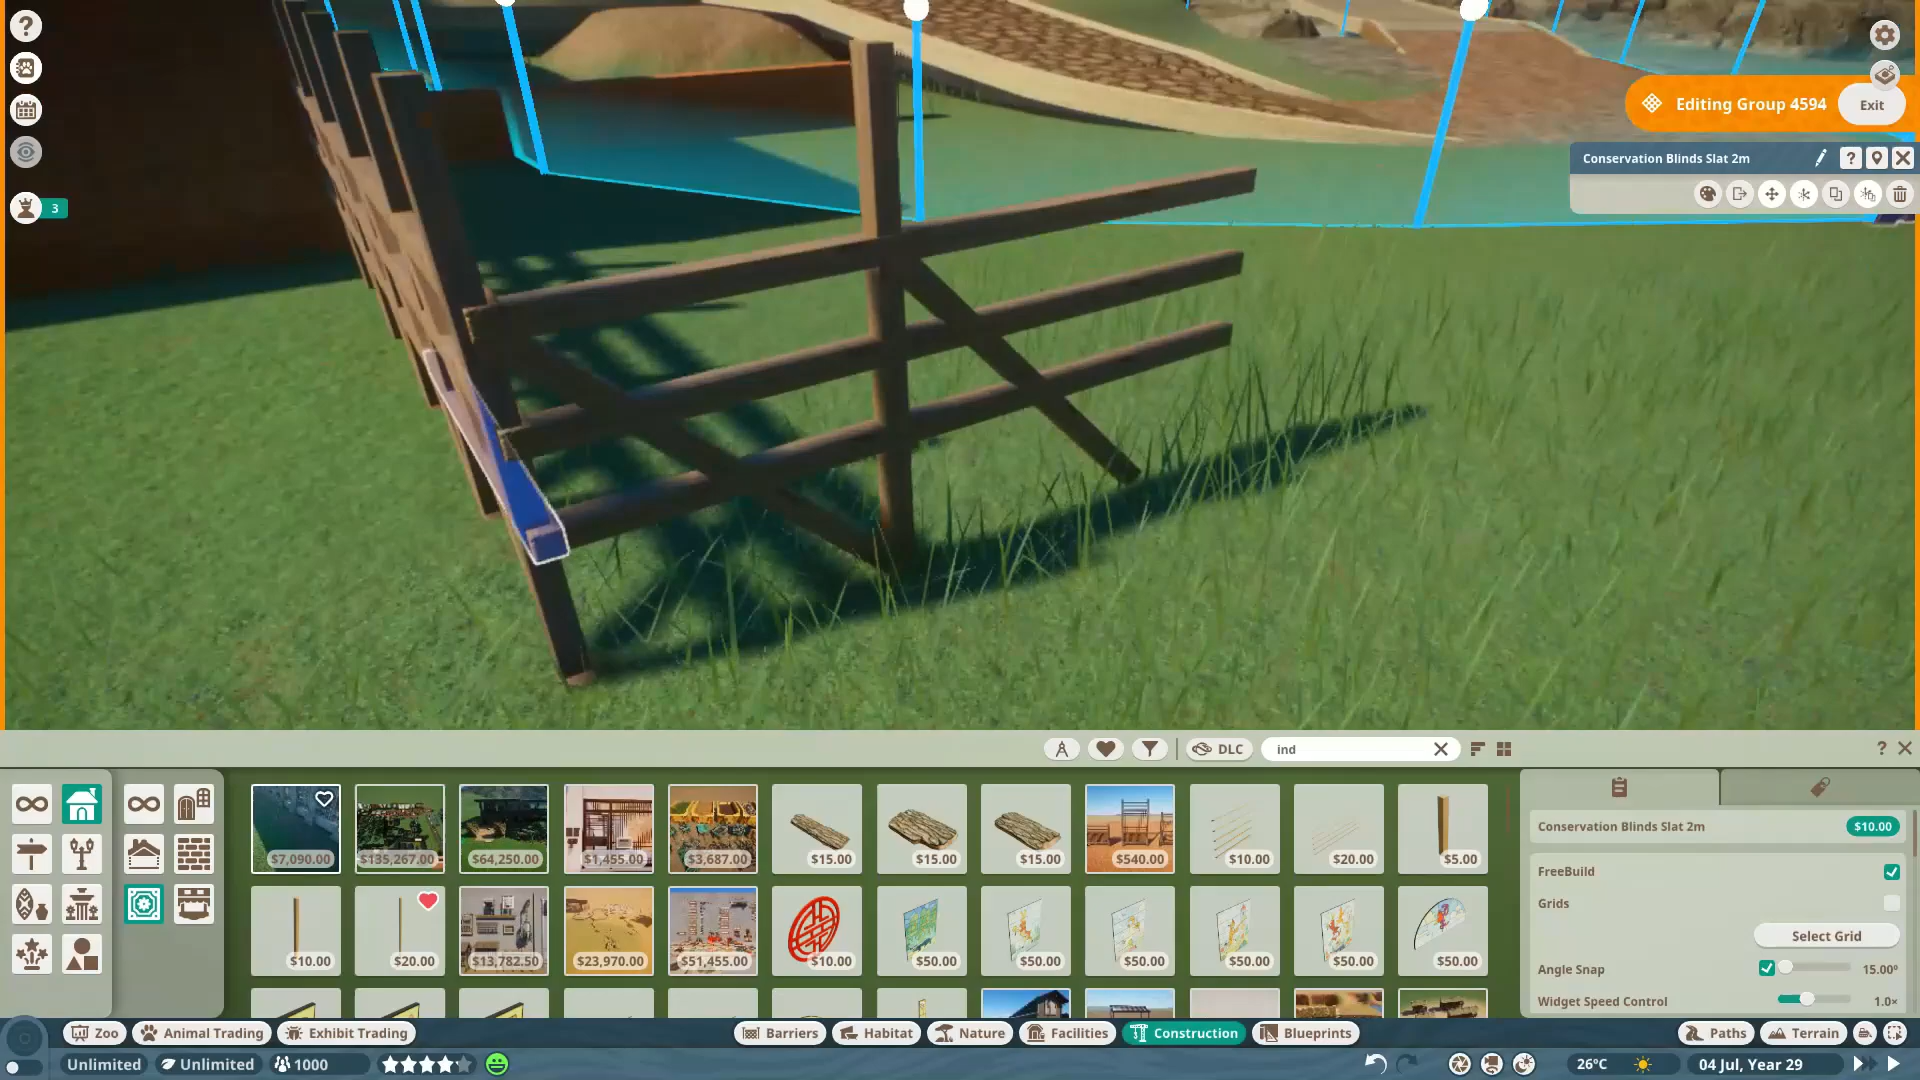 ?
Editing Group 4594
Exit
Conservation Blinds Slat 2m
?
3
DLC
ind
?
$7,090.00
$135,267.00
$64,250.00
$1,455.00
$3,687.00
$15.00
$15.00
$15.00
$540.00
$10.00
$20.00
$5.00
$10.00
$20.00
$13,782.50
$23,970.00
$51,455.00
$10.00
$50.00
$50.00
$50.00
$50.00
$50.00
$50.00
Conservation Blinds Slat 2m
$10.00
FreeBuild
Grids
Select Grid
Angle Snap
15.00°
Widget Speed Control
1.0×
Zoo
Animal Trading
Exhibit Trading
Barriers
Habitat
Nature
Facilities
Construction
Blueprints
Paths
Terrain
Unlimited
Unlimited
1000
26°C
04 Jul, Year 29